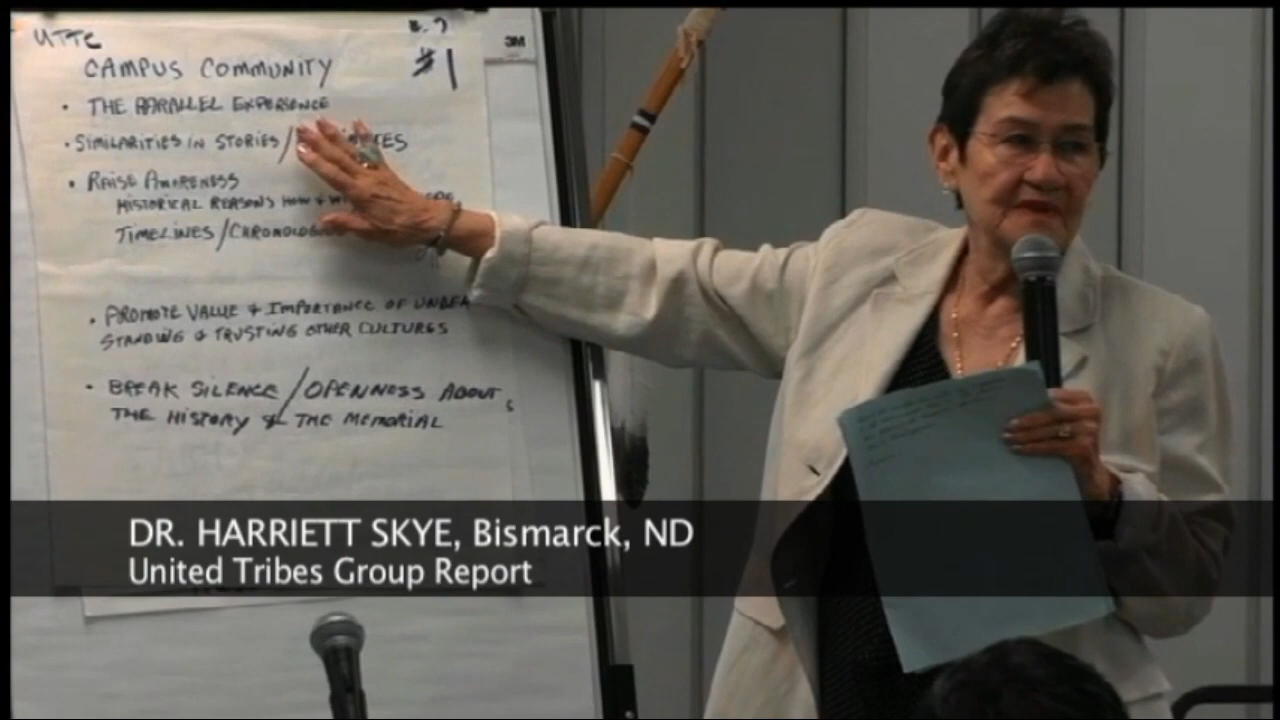 UTTC
#1
3M
CAMPUS COMMUNITY
• THE PARALLEL EXPERIENCE
• SIMILARITIES IN STORIES /
• RAISE AWARENESS
HISTORICAL REASONS HOW +
TIMELINES/CHRONOLOG
• PROMOTE VALUE + IMPORTANCE OF UNDER
STANDING & TRUSTING OTHER CULTURES
• BREAK SILENCE / OPENNESS ABOUT
THE HISTORY & THE MEMORIAL
DR. HARRIETT SKYE, Bismarck, ND
United Tribes Group Report